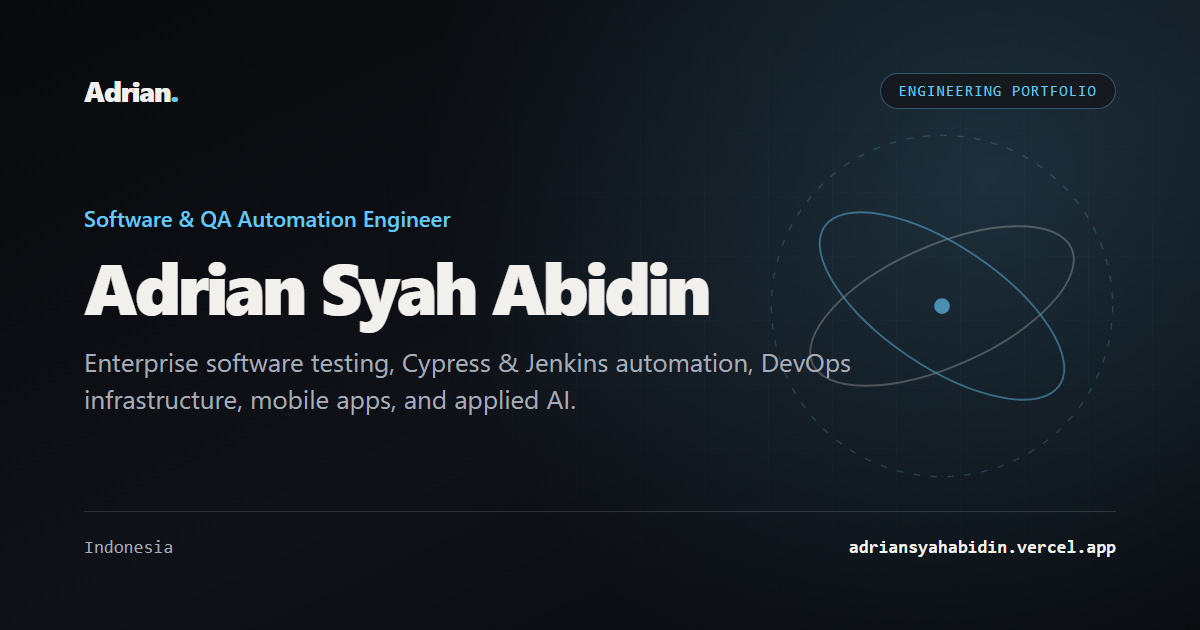 Adrian.
ENGINEERING PORTFOLIO
Software & QA Automation Engineer
Adrian Syah Abidin
Enterprise software testing, Cypress & Jenkins automation, DevOps
infrastructure, mobile apps, and applied AI.
Indonesia
adriansyahabidin.vercel.app